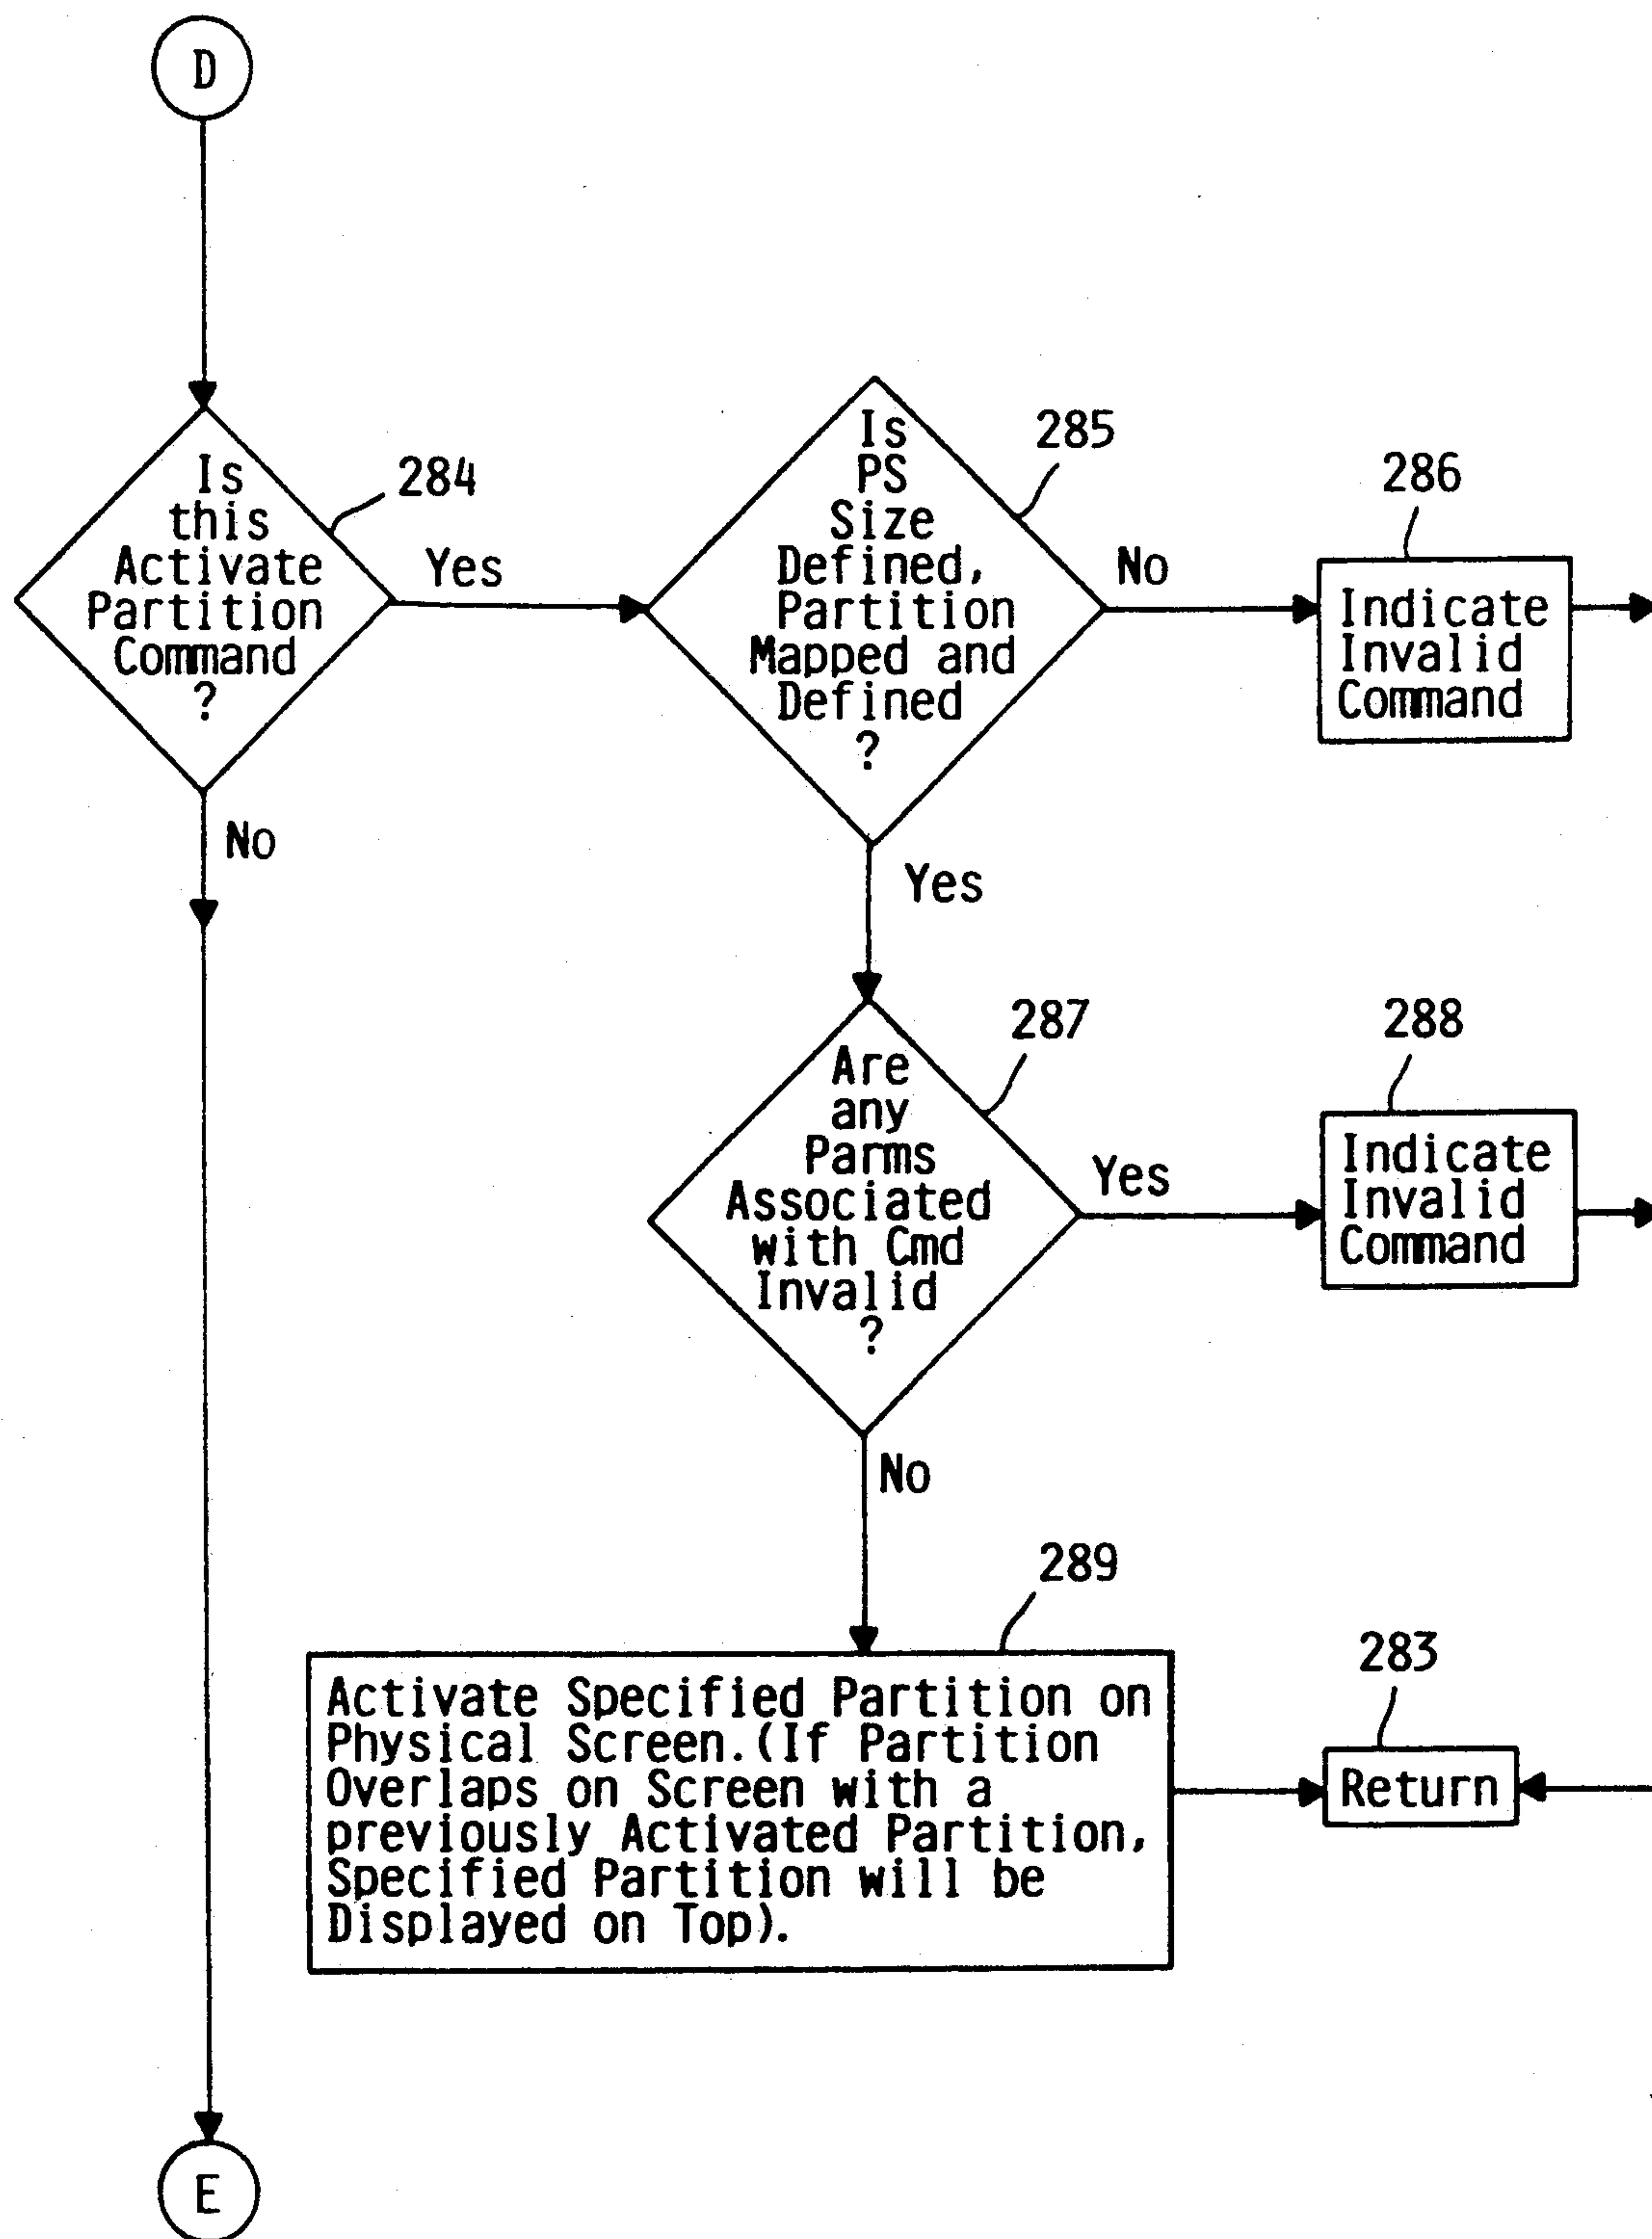 D
Is
this
Activate
Partition
Command
?
284
Yes
No
Is
PS
Size
Defined,
Partition
Mapped and
Defined
?
285
No
Yes
286
Indicate
Invalid
Command
Are
any
Parms
Associated
with Cmd
Invalid
?
287
Yes
No
288
Indicate
Invalid
Command
289
Activate Specified Partition on
Physical Screen.(If Partition
Overlaps on Screen with a
previously Activated Partition,
Specified Partition will be
Displayed on Top).
283
Return
E